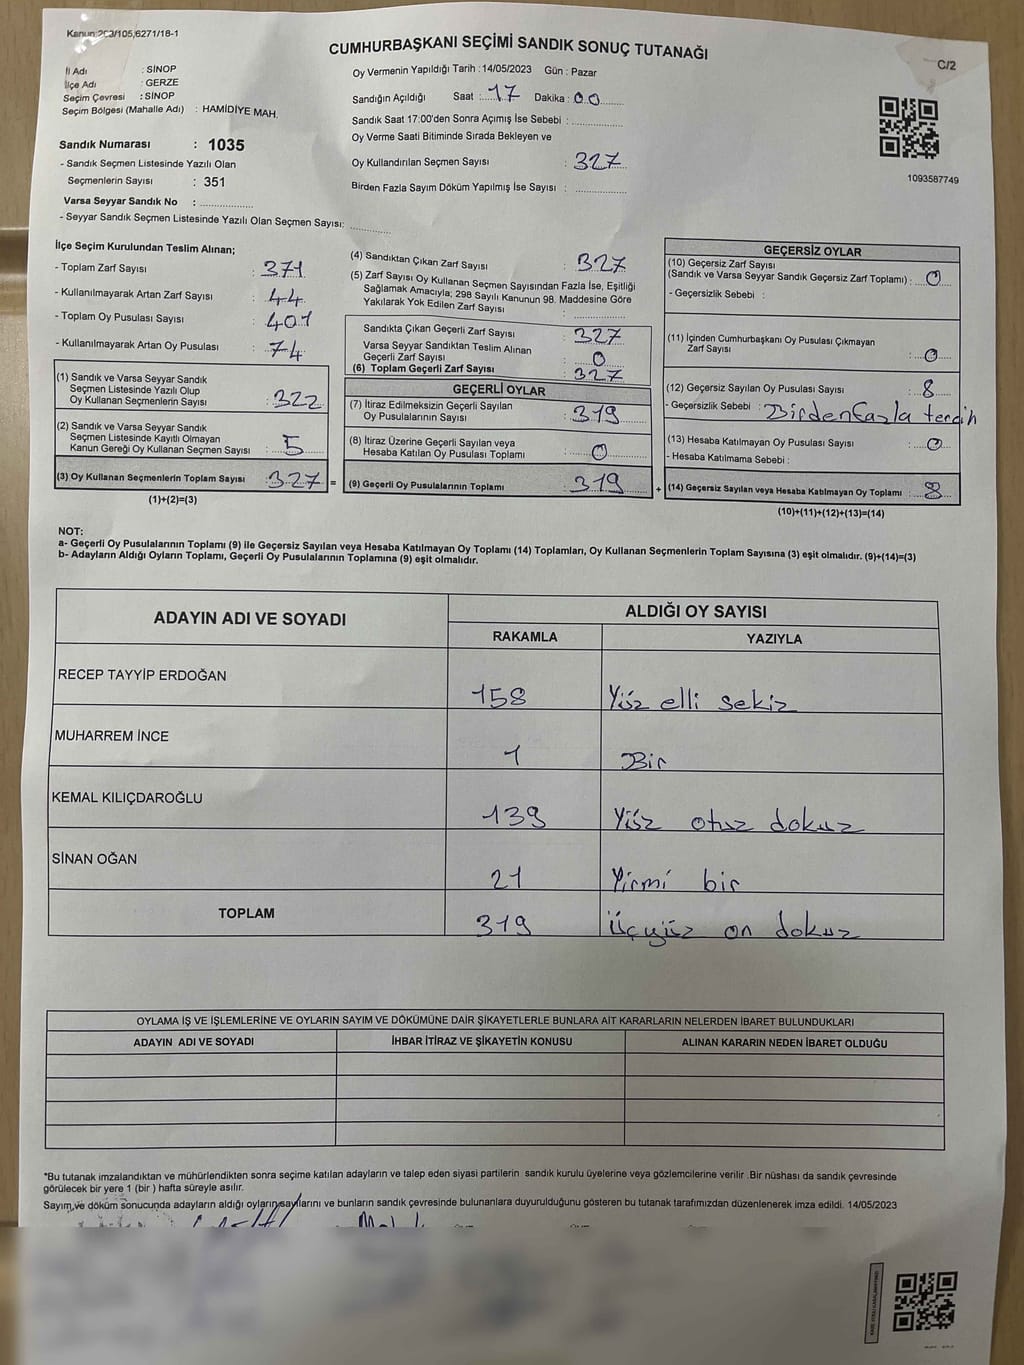 Kanun:293/105,6271/18-1
CUMHURBAŞKANI SEÇİMİ SANDIK SONUÇ TUTANAĞI
C/2
İl Adı : SİNOP
İlçe Adı : GERZE
Seçim Çevresi : SİNOP
Seçim Bölgesi (Mahalle Adı) : HAMİDİYE MAH.
Sandık Numarası : 1035
- Sandık Seçmen Listesinde Yazılı Olan
Seçmenlerin Sayısı : 351
Varsa Seyyar Sandık No :
- Seyyar Sandık Seçmen Listesinde Yazılı Olan Seçmen Sayısı:
Oy Vermenin Yapıldığı Tarih :14/05/2023 Gün : Pazar
Sandığın Açıldığı Saat : 17 Dakika : 00
Sandık Saat 17:00'den Sonra Açımış İse Sebebi :
Oy Verme Saati Bitiminde Sırada Bekleyen ve
Oy Kullandırılan Seçmen Sayısı : 327
Birden Fazla Sayım Döküm Yapılmış İse Sayısı :
1093587749
İlçe Seçim Kurulundan Teslim Alınan;
- Toplam Zarf Sayısı : 371
- Kullanılmayarak Artan Zarf Sayısı : 44
- Toplam Oy Pusulası Sayısı : 401
- Kullanılmayarak Artan Oy Pusulası : 74
(1) Sandık ve Varsa Seyyar Sandık
Seçmen Listesinde Yazılı Olup
Oy Kullanan Seçmenlerin Sayısı : 322
(2) Sandık ve Varsa Seyyar Sandık
Seçmen Listesinde Kayıtlı Olmayan
Kanun Gereği Oy Kullanan Seçmen Sayısı : 5
(3) Oy Kullanan Seçmenlerin Toplam Sayısı : 327 =
(1)+(2)=(3)
(4) Sandıktan Çıkan Zarf Sayısı : 327
(5) Zarf Sayısı Oy Kullanan Seçmen Sayısından Fazla İse, Eşitliği
Sağlamak Amacıyla; 298 Sayılı Kanunun 98. Maddesine Göre
Yakılarak Yok Edilen Zarf Sayısı :
Sandıkta Çıkan Geçerli Zarf Sayısı : 327
Varsa Seyyar Sandıktan Teslim Alınan
Geçerli Zarf Sayısı : 0
(6) Toplam Geçerli Zarf Sayısı : 327
GEÇERLİ OYLAR
(7) İtiraz Edilmeksizin Geçerli Sayılan
Oy Pusulalarının Sayısı : 319
(8) İtiraz Üzerine Geçerli Sayılan veya
Hesaba Katılan Oy Pusulası Toplamı : 0
(9) Geçerli Oy Pusulalarının Toplamı : 319 +
GEÇERSİZ OYLAR
(10) Geçersiz Zarf Sayısı
(Sandık ve Varsa Seyyar Sandık Geçersiz Zarf Toplamı) : 0
- Geçersizlik Sebebi :
(11) İçinden Cumhurbaşkanı Oy Pusulası Çıkmayan
Zarf Sayısı : 0
(12) Geçersiz Sayılan Oy Pusulası Sayısı : 8
- Geçersizlik Sebebi : Birden fazla tercih
(13) Hesaba Katılmayan Oy Pusulası Sayısı : 0
- Hesaba Katılmama Sebebi :
(14) Geçersiz Sayılan veya Hesaba Katılmayan Oy Toplamı : 8
(10)+(11)+(12)+(13)=(14)
NOT:
a- Geçerli Oy Pusulalarının Toplamı (9) ile Geçersiz Sayılan veya Hesaba Katılmayan Oy Toplamı (14) Toplamları, Oy Kullanan Seçmenlerin Toplam Sayısına (3) eşit olmalıdır. (9)+(14)=(3)
b- Adayların Aldığı Oyların Toplamı, Geçerli Oy Pusulalarının Toplamına (9) eşit olmalıdır.
ADAYIN ADI VE SOYADI
ALDIĞI OY SAYISI
RAKAMLA YAZIYLA
RECEP TAYYİP ERDOĞAN 158 Yüz elli sekiz
MUHARREM İNCE 1 Bir
KEMAL KILIÇDAROĞLU 139 Yüz otuz dokuz
SİNAN OĞAN 21 Yirmi bir
TOPLAM 319 Üçyüz on dokuz
OYLAMA İŞ VE İŞLEMLERİNE VE OYLARIN SAYIM VE DÖKÜMÜNE DAİR ŞİKAYETLERLE BUNLARA AİT KARARLARIN NELERDEN İBARET BULUNDUKLARI
ADAYIN ADI VE SOYADI İHBAR İTİRAZ VE ŞİKAYETİN KONUSU ALINAN KARARIN NEDEN İBARET OLDUĞU
*Bu tutanak imzalandıktan ve mühürlendikten sonra seçime katılan adayların ve talep eden siyasi partilerin sandık kurulu üyelerine veya gözlemcilerine verilir .Bir nüshası da sandık çevresinde
görülecek bir yere 1 (bir ) hafta süreyle asılır.
Sayım,ve döküm sonucunda adayların aldığı oyların sayılarını ve bunların sandık çevresinde bulunanlara duyurulduğunu gösteren bu tutanak tarafımızdan düzenlenerek imza edildi. 14/05/2023